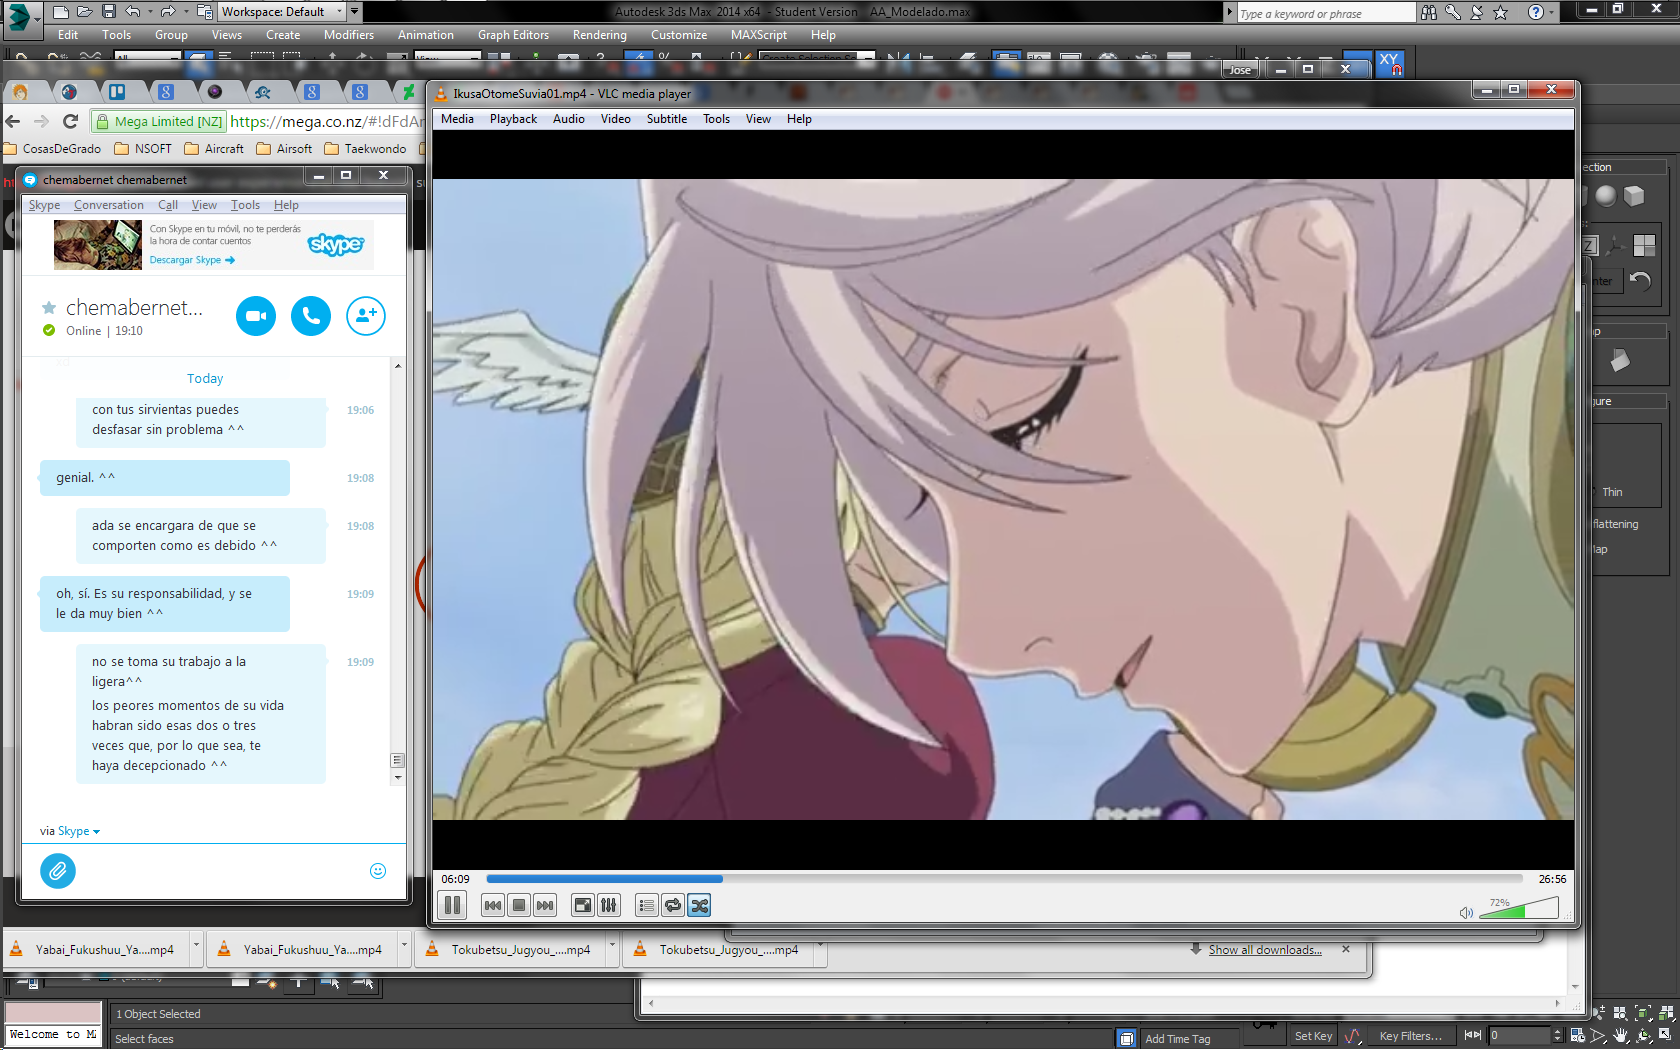 Workspace: Default
Autodesk 3ds Max 2014 x64 - Student Version AA_Modelado.max
Type a keyword or phrase
Edit Tools Group Views Create Modifiers Animation Graph Editors Rendering Customize MAXScript Help
Jose
XY
Mega Limited [NZ] https://mega.co.nz/#!dFdAr
CosasDeGrado NSOFT Aircraft Airsoft Taekwondo
chemabernet chemabernet
Skype Conversation Call View Tools Help
Con Skype en tu móvil, no te perderás
la hora de contar cuentos
Descargar Skype
skype
chemabernet...
Online | 19:10
Today
con tus sirvientas puedes
desfasar sin problema ^^
19:06
genial. ^^
19:08
ada se encargara de que se
comporten como es debido ^^
19:08
oh, sí. Es su responsabilidad, y se
le da muy bien ^^
19:09
no se toma su trabajo a la
ligera^^
19:09
los peores momentos de su vida
habran sido esas dos o tres
veces que, por lo que sea, te
haya decepcionado ^^
via Skype
IkusaOtomeSuvia01.mp4 - VLC media player
Media Playback Audio Video Subtitle Tools View Help
06:09
26:56
72%
ection
Z
nter
ap
gure
Thin
flattening
Map
Yabai_Fukushuu_Ya....mp4
Yabai_Fukushuu_Ya....mp4
Tokubetsu_Jugyou_....mp4
Tokubetsu_Jugyou_....mp4
Show all downloads...
1 Object Selected
Welcome to M
Select faces
Add Time Tag
Set Key
Key Filters...
0